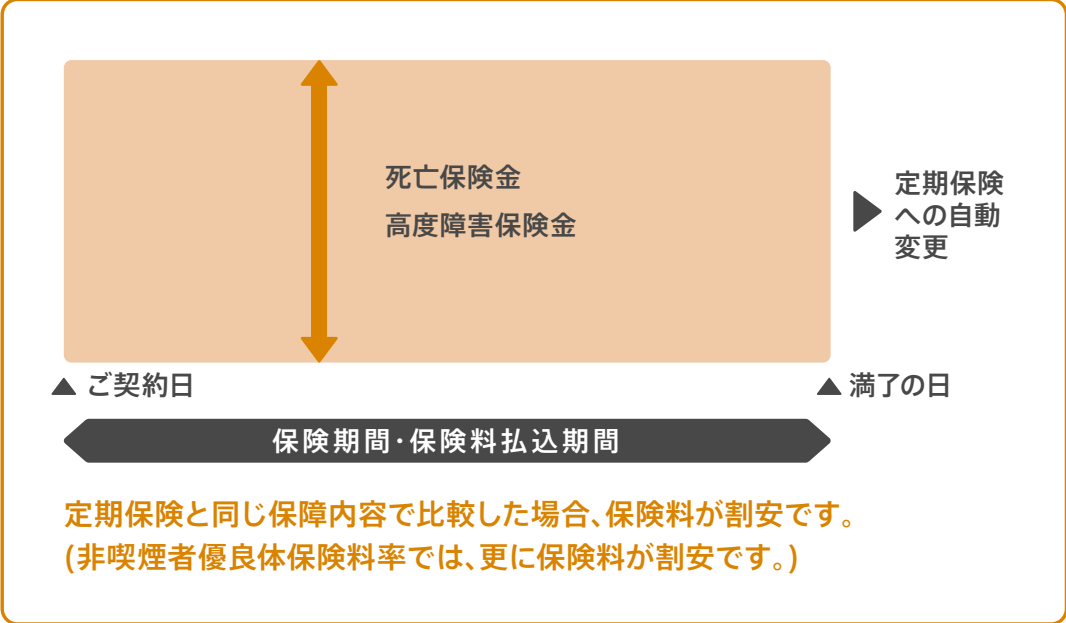 死亡保険金
高度障害保険金
定期保険
への自動
変更
▲ ご契約日
▲ 満了の日
保険期間・保険料払込期間
定期保険と同じ保障内容で比較した場合、保険料が割安です。
(非喫煙者優良体保険料率では、更に保険料が割安です。)